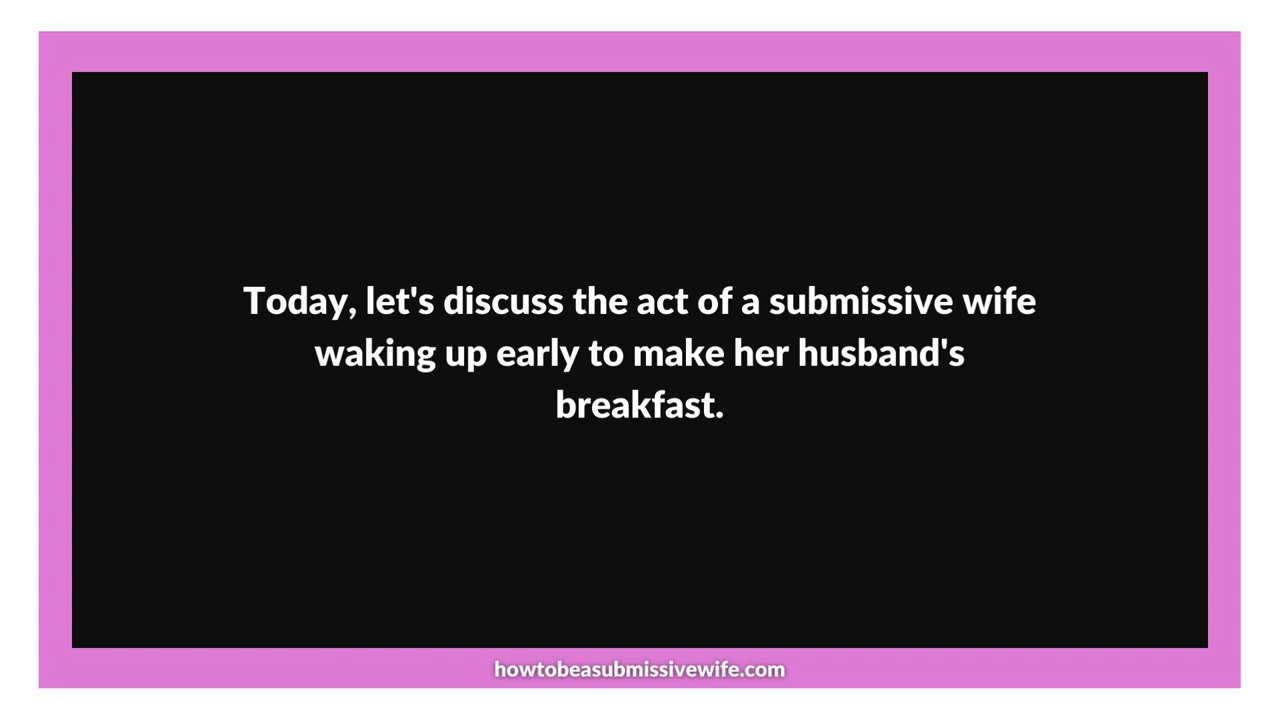 Today, let's discuss the act of a submissive wife
waking up early to make her husband's
breakfast.
howtobeasubmissivewife.com